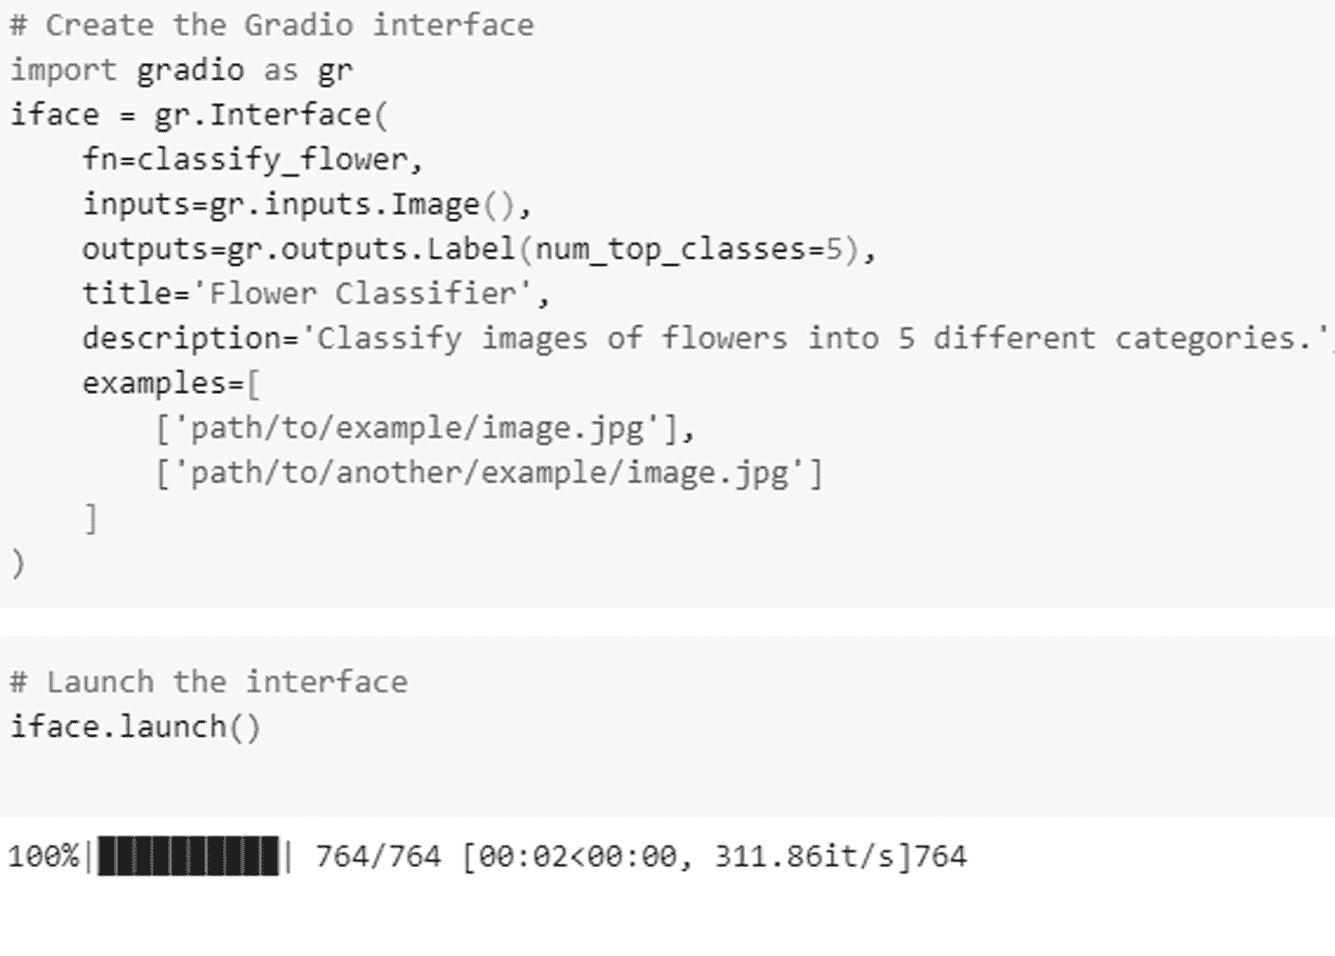 # Create the Gradio interface
import gradio as gr
iface = gr.Interface(
    fn=classify_flower,
    inputs=gr.inputs.Image(),
    outputs=gr.outputs.Label(num_top_classes=5),
    title='Flower Classifier',
    description='Classify images of flowers into 5 different categories.',
    examples=[
        ['path/to/example/image.jpg'],
        ['path/to/another/example/image.jpg']
    ]
)
# Launch the interface
iface.launch()
100%|██████████| 764/764 [00:02<00:00, 311.86it/s]764